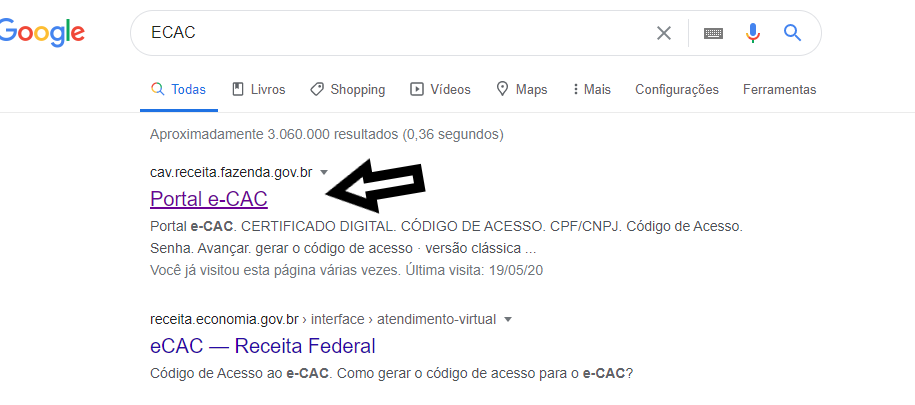 Google
ECAC
Todas Livros Shopping Vídeos Maps Mais Configurações Ferramentas
Aproximadamente 3.060.000 resultados (0,36 segundos)
cav.receita.fazenda.gov.br
Portal e-CAC
Portal e-CAC. CERTIFICADO DIGITAL. CÓDIGO DE ACESSO. CPF/CNPJ. Código de Acesso.
Senha. Avançar. gerar o código de acesso · versão clássica ...
Você já visitou esta página várias vezes. Última visita: 19/05/20
receita.economia.gov.br › interface › atendimento-virtual
eCAC — Receita Federal
Código de Acesso ao e-CAC. Como gerar o código de acesso para o e-CAC?